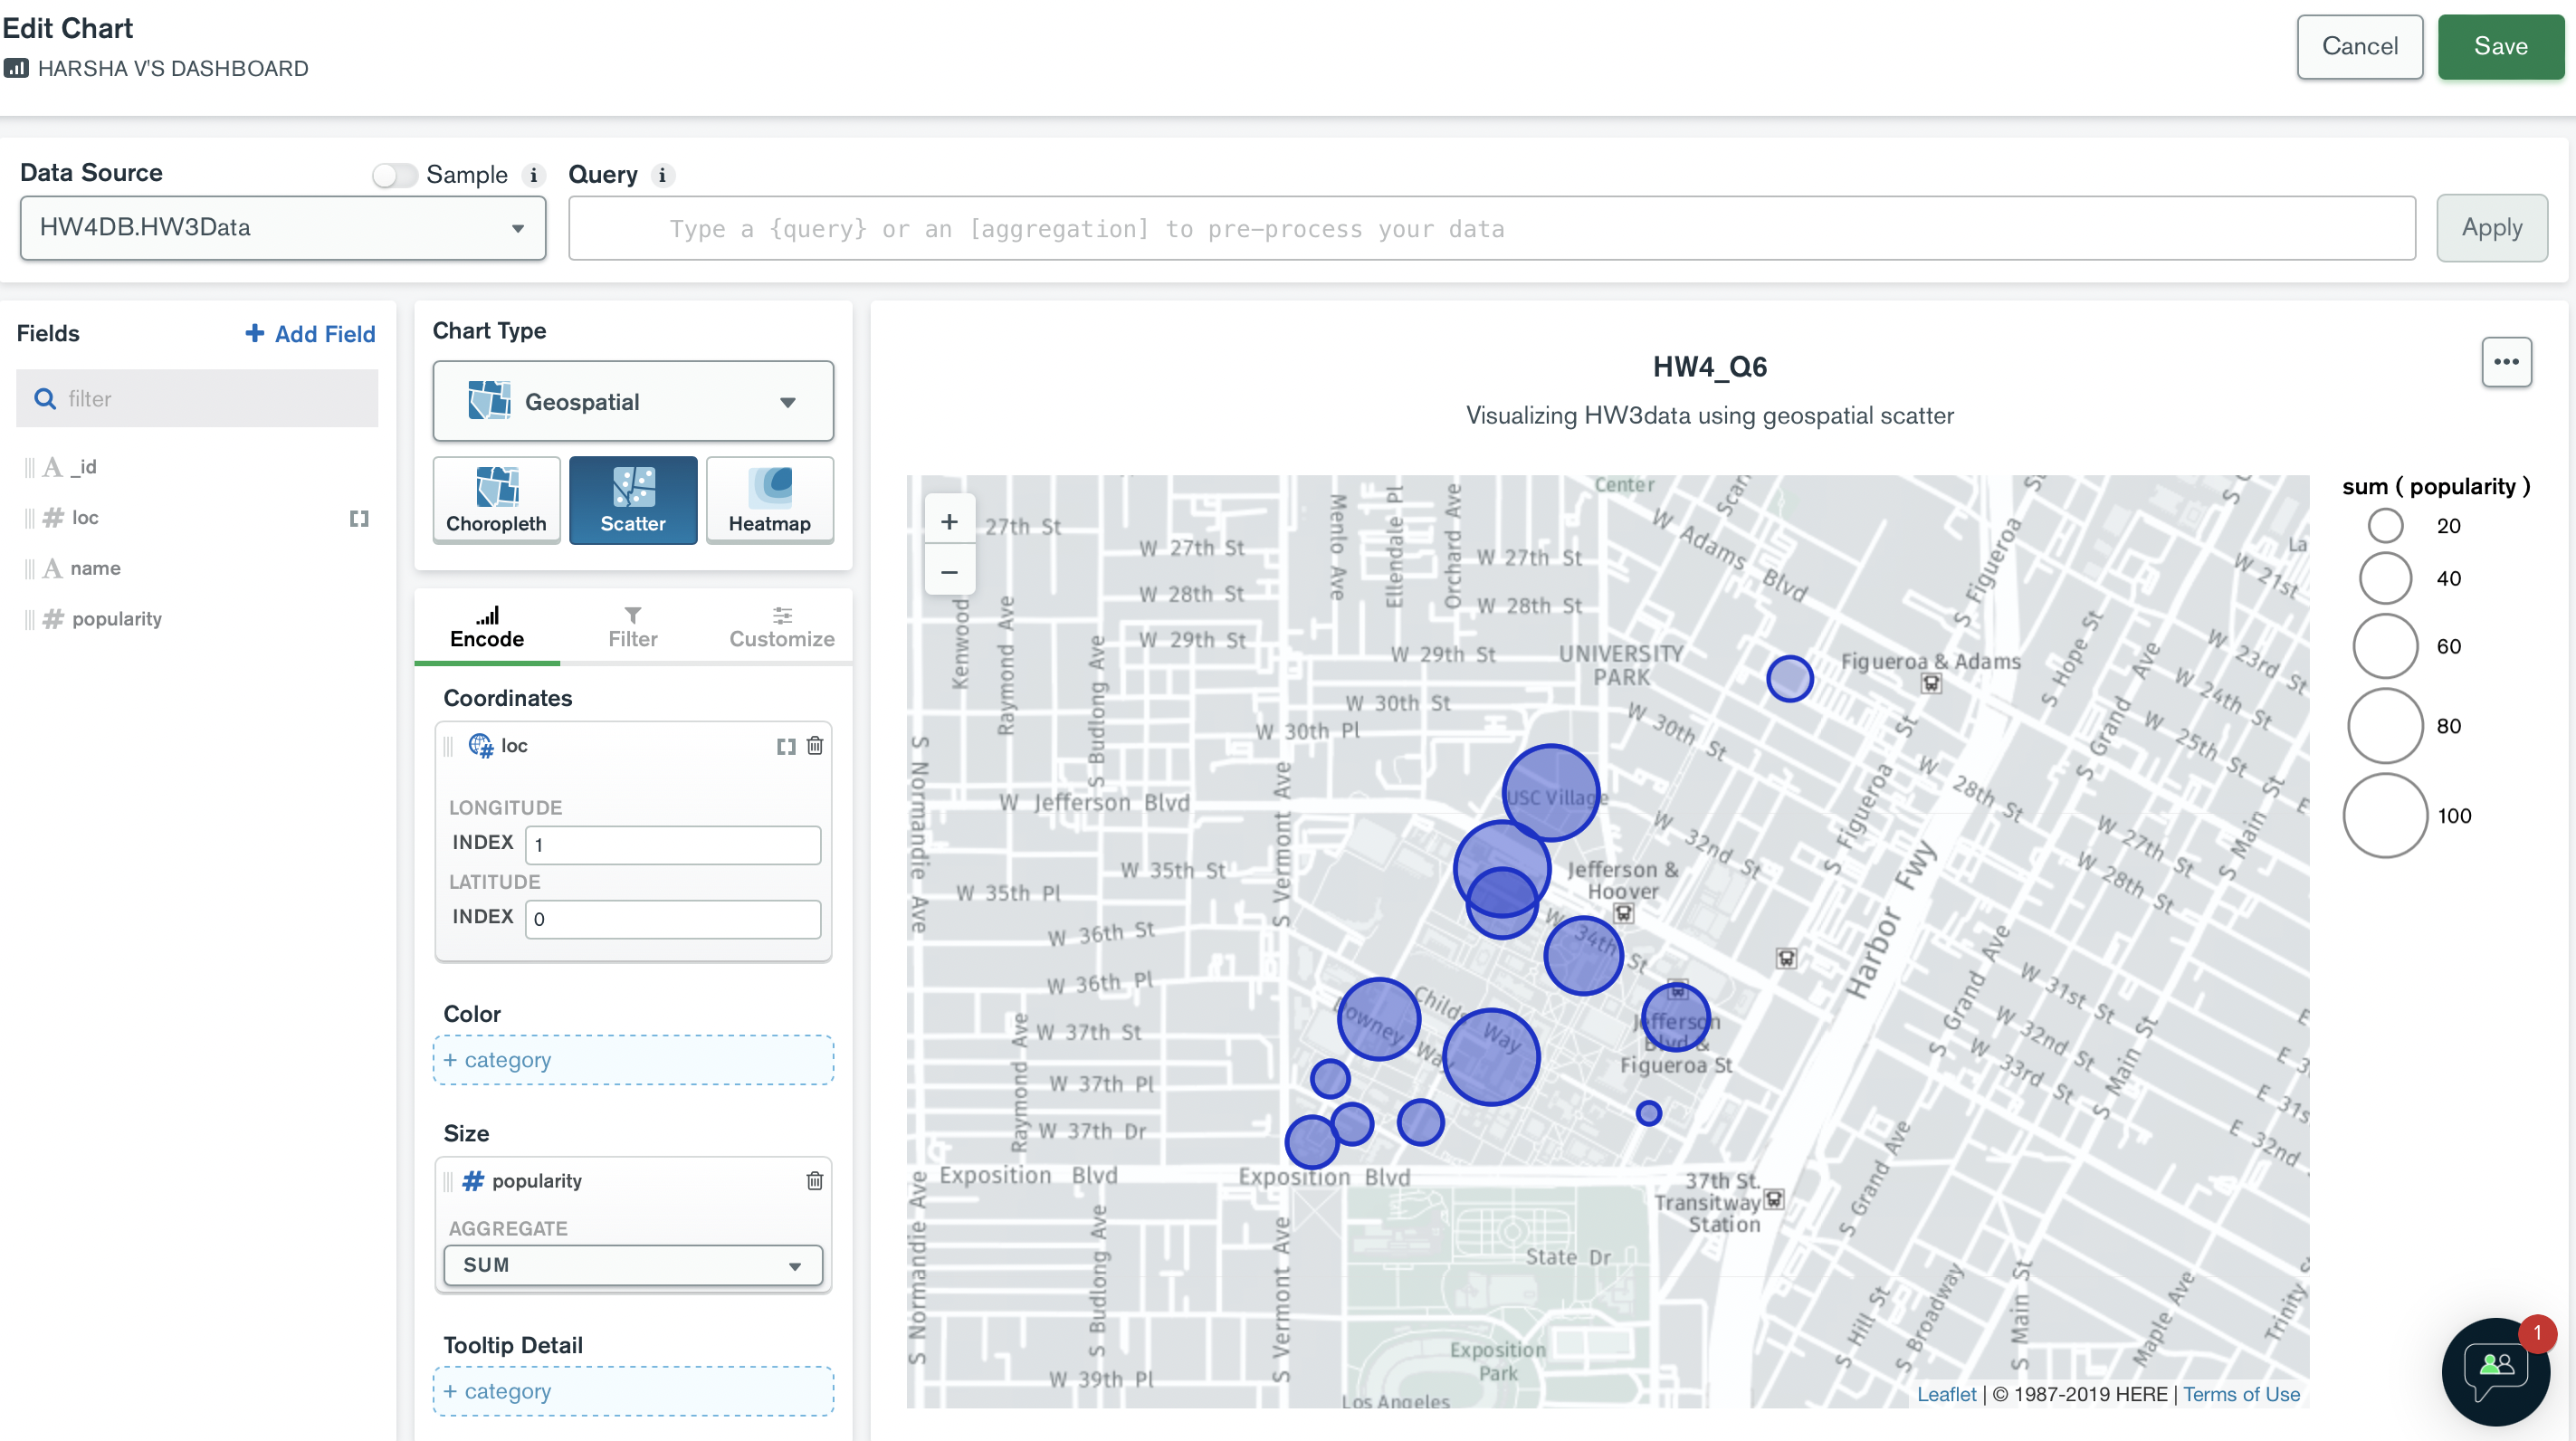 Edit Chart
HARSHA V'S DASHBOARD
Cancel
Save
Data Source
Sample
i
Query
i
HW4DB.HW3Data
Type a {query} or an [aggregation] to pre-process your data
Apply
Fields
+ Add Field
filter
A _id
# loc
A name
# popularity
Chart Type
Geospatial
Choropleth
Scatter
Heatmap
Encode
Filter
Customize
Coordinates
loc
LONGITUDE
INDEX 1
LATITUDE
INDEX 0
Color
+ category
Size
# popularity
AGGREGATE
SUM
Tooltip Detail
+ category
HW4_Q6
Visualizing HW3data using geospatial scatter
...
+
−
27th St
W 27th St
W 28th St
W 29th St
Kenwood
Raymond Ave
S Budlong Ave
Menlo Ave
Ellendale Pl
Orchard Ave
Center
W Adams Blvd
W 27th St
W 28th St
W 29th St
UNIVERSITY
PARK
W 30th St
W 30th Pl
W 30th St
Figueroa & Adams
S Figueroa
S Hope St
S Grand Ave
W 21st
W 23rd St
W 24th St
W 25th St
S Main St
S Normandie Ave
W Jefferson Blvd
S Vermont Ave
USC Village
W 32nd St
S Figueroa St
W 28th St
W 27th St
W 28th St
W 35th St
W 35th Pl
Jefferson &
Hoover
W 34th St
Harbor Fwy
W 36th St
W 36th Pl
S Grand Ave
W 31st St
W 32nd St
W 33rd St
S Main St
W 37th St
Raymond Ave
W 37th Pl
W 37th Dr
Downey Way
Childs Way
Jefferson
Blvd &
Figueroa St
E 31s
E 32nd
Exposition Blvd
Exposition Blvd
37th St.
Transitway
Station
S Grand Ave
S Normandie Ave
S Budlong Ave
S Vermont Ave
State Dr
S Hill St
S Broadway
S Main St
Maple Ave
Trinity
W 39th Pl
Exposition
Park
Los Angeles
Leaflet | © 1987-2019 HERE | Terms of Use
sum ( popularity )
20
40
60
80
100
1